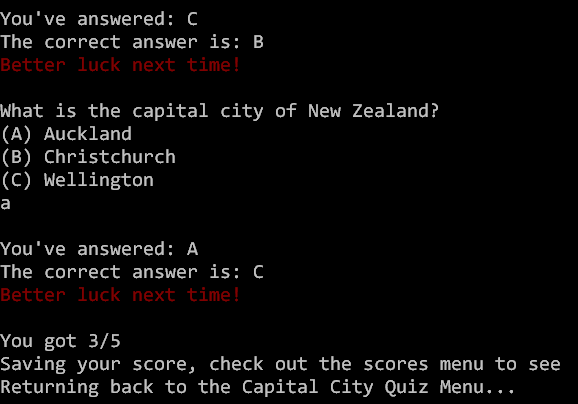 You've answered: C
The correct answer is: B
Better luck next time!
What is the capital city of New Zealand?
(A) Auckland
(B) Christchurch
(C) Wellington
a
You've answered: A
The correct answer is: C
Better luck next time!
You got 3/5
Saving your score, check out the scores menu to see
Returning back to the Capital City Quiz Menu...